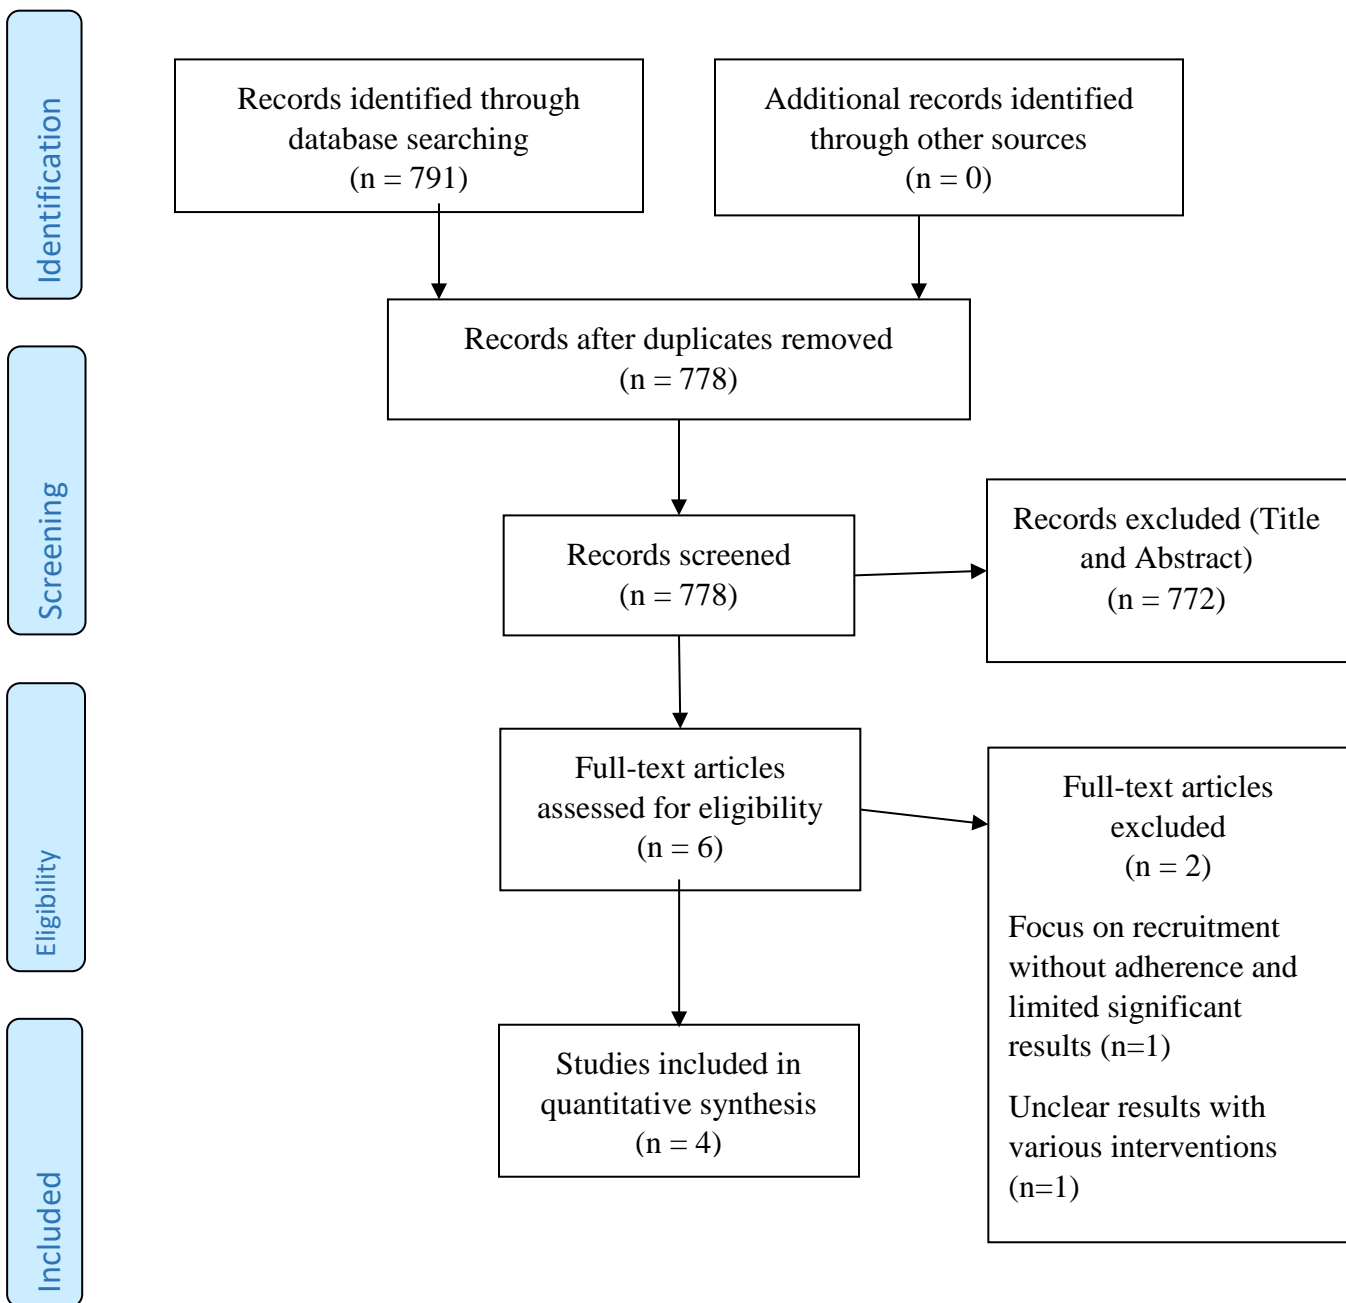 Identification
Records identified through
database searching
(n = 791)
Additional records identified
through other sources
(n = 0)
Records after duplicates removed
(n = 778)
Screening
Records screened
(n = 778)
Records excluded (Title
and Abstract)
(n = 772)
Eligibility
Full-text articles
assessed for eligibility
(n = 6)
Full-text articles
excluded
(n = 2)
Focus on recruitment
without adherence and
limited significant
results (n=1)
Unclear results with
various interventions
(n=1)
Included
Studies included in
quantitative synthesis
(n = 4)